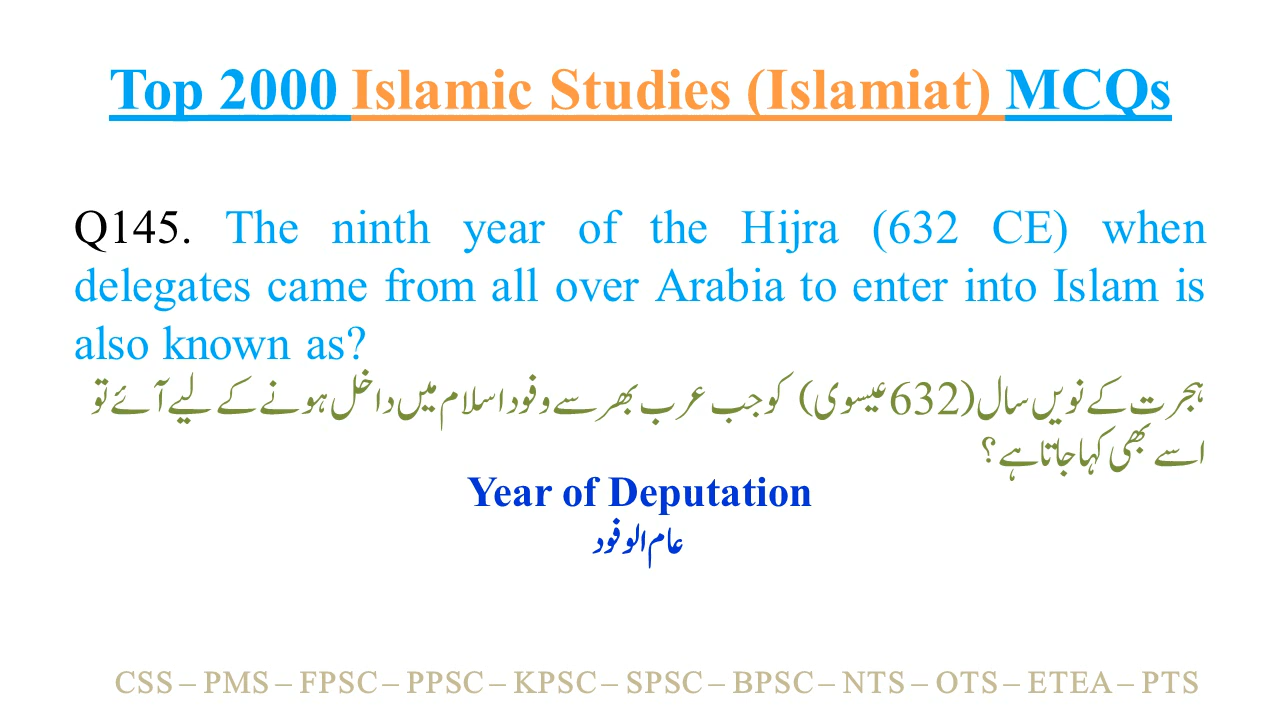 Top 2000 Islamic Studies (Islamiat) MCQs
Q145. The ninth year of the Hijra (632 CE) when
delegates came from all over Arabia to enter into Islam is
also known as?
ہجرت کے نویں سال (632 عیسوی) کو جب عرب بھر سے وفود اسلام میں داخل ہونے کے لیے آئے تو
اسے بھی کہا جاتا ہے؟
Year of Deputation
عام الوفود
CSS – PMS – FPSC – PPSC – KPSC – SPSC – BPSC – NTS – OTS – ETEA – PTS